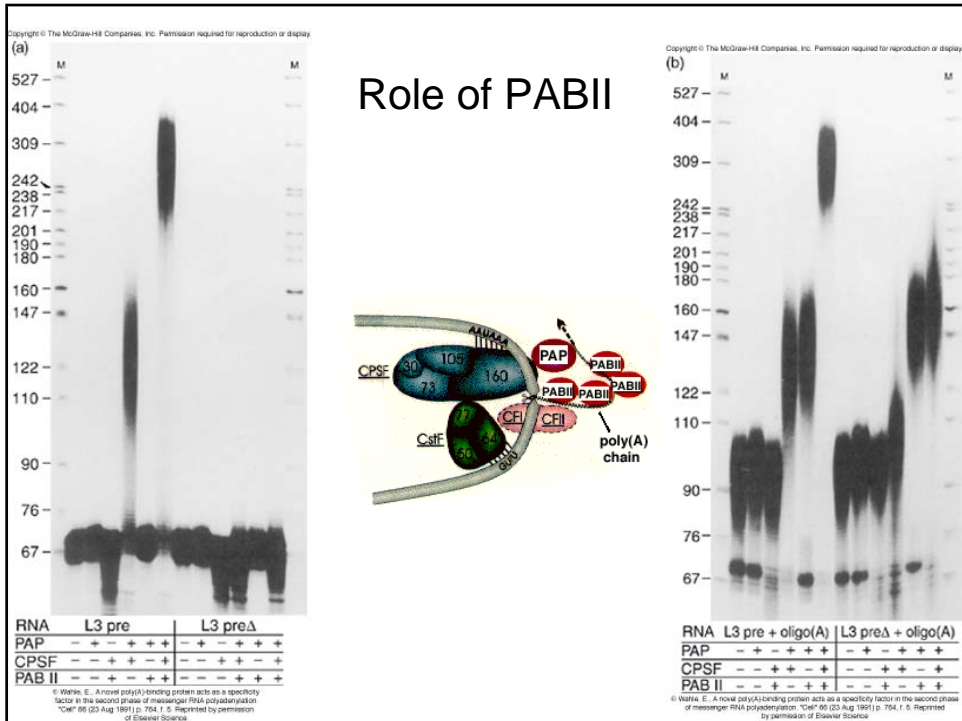 Copyright © The McGraw-Hill Companies, Inc. Permission required for reproduction or display.
(a)
M
M
527
404
309
242
238
217
201
190
180
160
147
122
110
90
76
67
RNA L3 pre L3 preΔ
PAP − + − + + + − + − + + +
CPSF − − + + − + − − + + − +
PAB II − − + − + + − − + − + +
© Wahle, E., A novel poly(A)-binding protein acts as a specificity
factor in the second phase of messenger RNA polyadenylation.
"Cell" 66 (23 Aug 1991) p. 764, f. 5. Reprinted by permission
of Elsevier Science
Role of PABII
AAUAAA
CPSF
30
105
73
160
PAP
PABII
PABII
PABII
PABII
CstF
77
64
50
CFI
CFII
GU/U
poly(A)
chain
Copyright © The McGraw-Hill Companies, Inc. Permission required for reproduction or display.
(b)
M
M
527
404
309
242
238
217
201
190
180
160
147
122
110
90
76
67
RNA L3 pre + oligo(A) L3 preΔ + oligo(A)
PAP − + − + + + − + − + + +
CPSF − − + + − + − − + + − +
PAB II − − + − + + − − + − + +
© Wahle, E., A novel poly(A)-binding protein acts as a specificity factor in the second phase
of messenger RNA polyadenylation. "Cell" 66 (23 Aug 1991) p. 764, f. 5. Reprinted
by permission of Elsevier Science